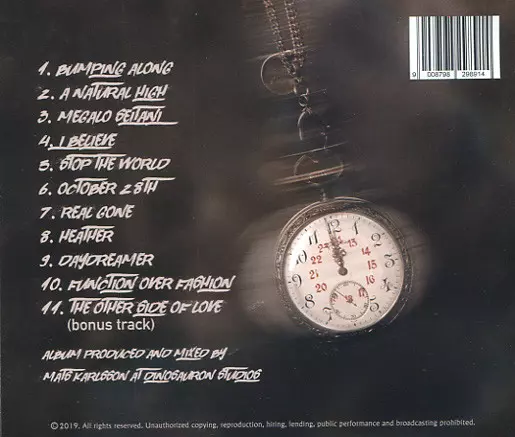 9 008798 296914
1. BUMPING ALONG
2. A NATURAL HIGH
3. MEGALO SEITANI
4. I BELIEVE
5. STOP THE WORLD
6. OCTOBER 28TH
7. REAL GONE
8. HEATHER
9. DAYDREAMER
10. FUNCTION OVER FASHION
11. THE OTHER SIDE OF LOVE
(bonus track)
ALBUM PRODUCED AND MIXED BY
MATS KARLSSON AT DINOSAURON STUDIOS
© 2019. All rights reserved. Unauthorized copying, reproduction, hiring, lending, public performance and broadcasting prohibited.